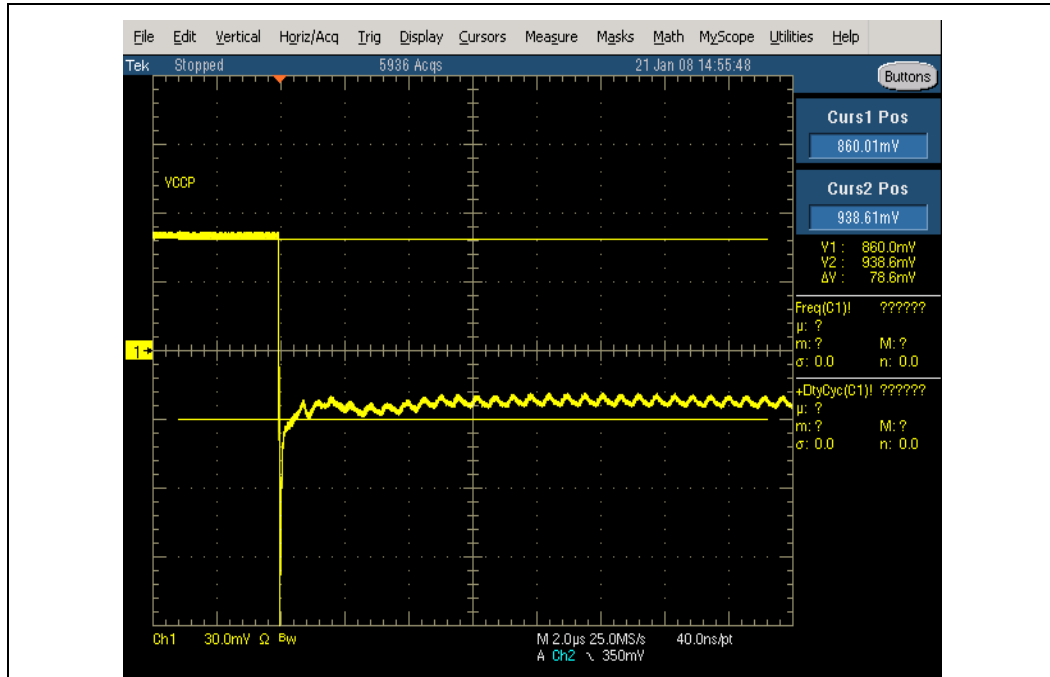 File Edit Vertical Horiz/Acq Trig Display Cursors Measure Masks Math MyScope Utilities Help
Tek Stopped 5936 Acqs 21 Jan 08 14:55:48
Buttons
Curs1 Pos
860.01mV
Curs2 Pos
938.61mV
V1 : 860.0mV
V2 : 938.6mV
ΔV : 78.6mV
Freq(C1)! ??????
µ: ?
m: ? M: ?
σ: 0.0 n: 0.0
+DtyCyc(C1)! ??????
µ: ?
m: ? M: ?
σ: 0.0 n: 0.0
VCCP
1
Ch1 30.0mV Ω Bw
M 2.0µs 25.0MS/s 40.0ns/pt
A Ch2 \ 350mV